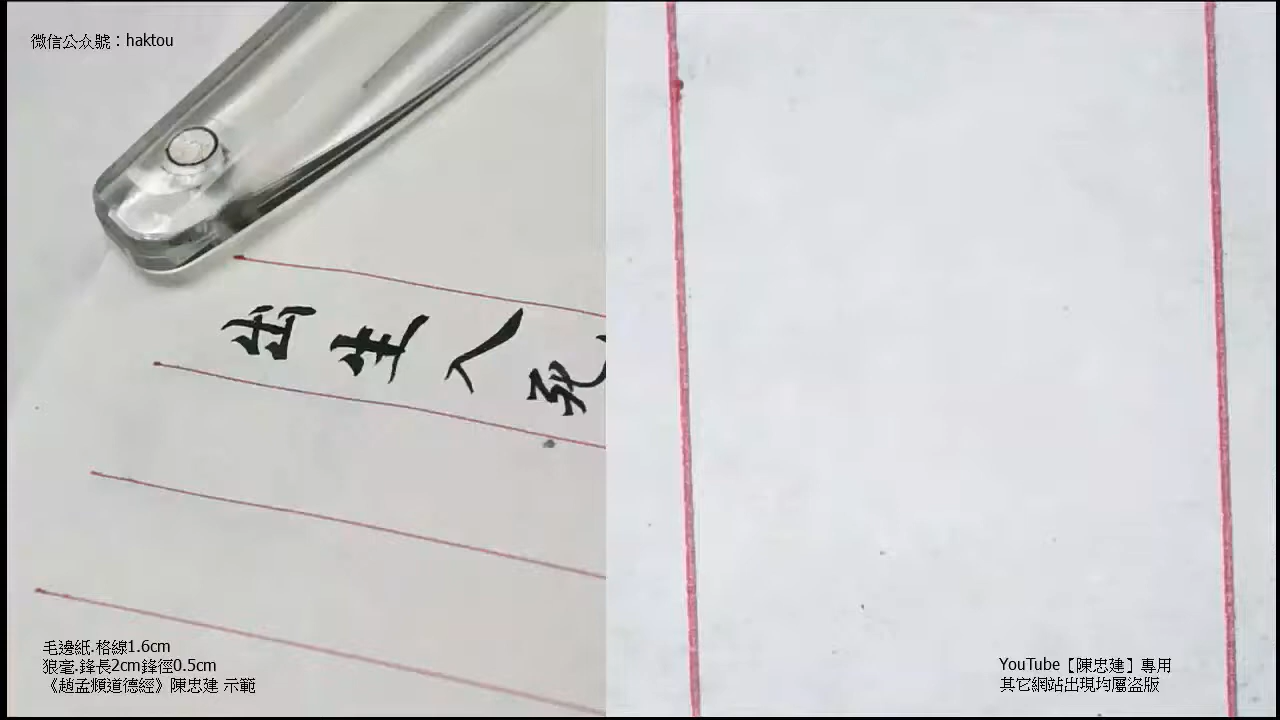 微信公众號：haktou
出生入死
毛邊紙.格線1.6cm
狼毫.鋒長2cm鋒徑0.5cm
《趙孟頫道德經》陳忠建 示範
YouTube［陳忠建］專用
其它網站出現均屬盜版